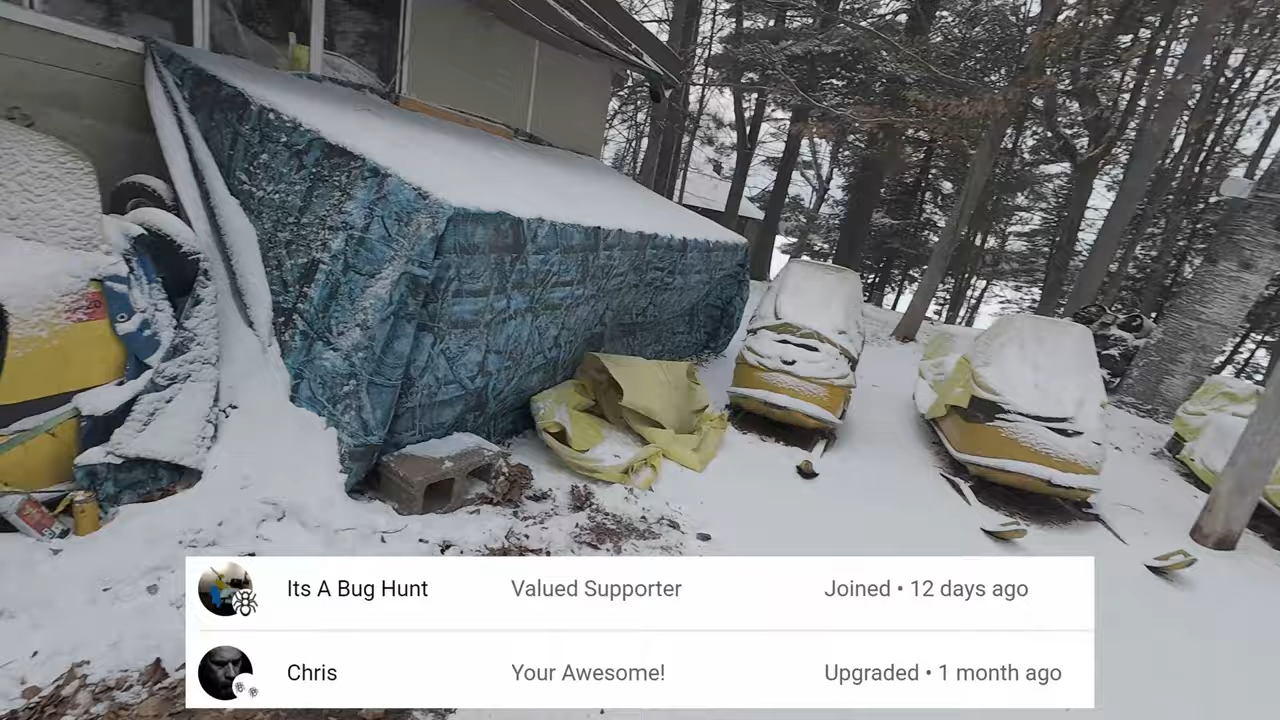 Its A Bug Hunt Valued Supporter Joined • 12 days ago
Chris Your Awesome! Upgraded • 1 month ago